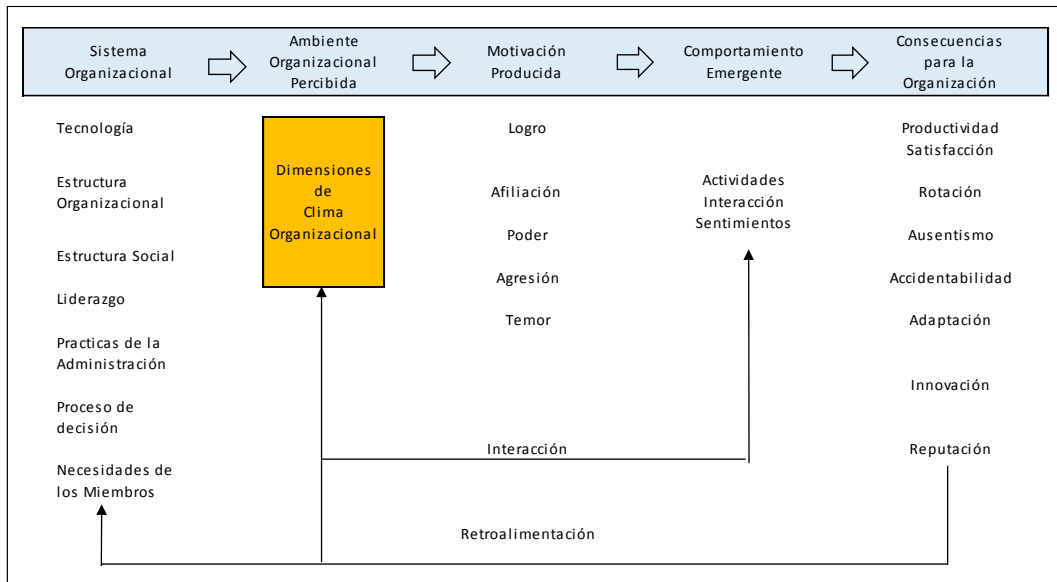 Sistema
Organizacional
Ambiente
Organizacional
Percibida
Motivación
Producida
Comportamiento
Emergente
Consecuencias
para la
Organización
Tecnología
Estructura
Organizacional
Estructura Social
Liderazgo
Practicas de la
Administración
Proceso de
decisión
Necesidades de
los Miembros
Dimensiones
de
Clima
Organizacional
Logro
Afiliación
Poder
Agresión
Temor
Actividades
Interacción
Sentimientos
Productividad
Satisfacción
Rotación
Ausentismo
Accidentabilidad
Adaptación
Innovación
Reputación
Interacción
Retroalimentación